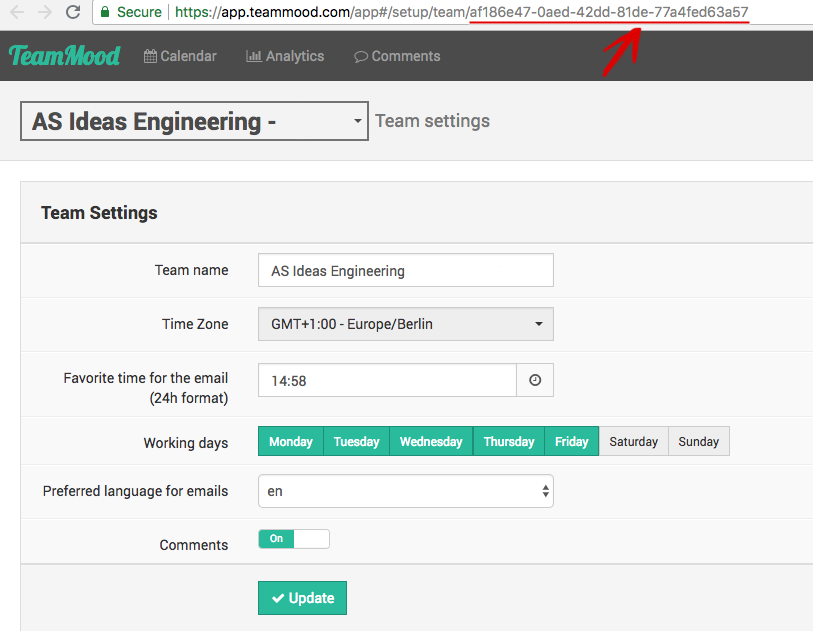 Secure https://app.teammood.com/app#/setup/team/af186e47-0aed-42dd-81de-77a4fed63a57
TeamMood Calendar Analytics Comments
AS Ideas Engineering - Team settings
Team Settings
Team name AS Ideas Engineering
Time Zone GMT+1:00 - Europe/Berlin
Favorite time for the email 14:58
(24h format)
Working days Monday Tuesday Wednesday Thursday Friday Saturday Sunday
Preferred language for emails en
Comments On
Update